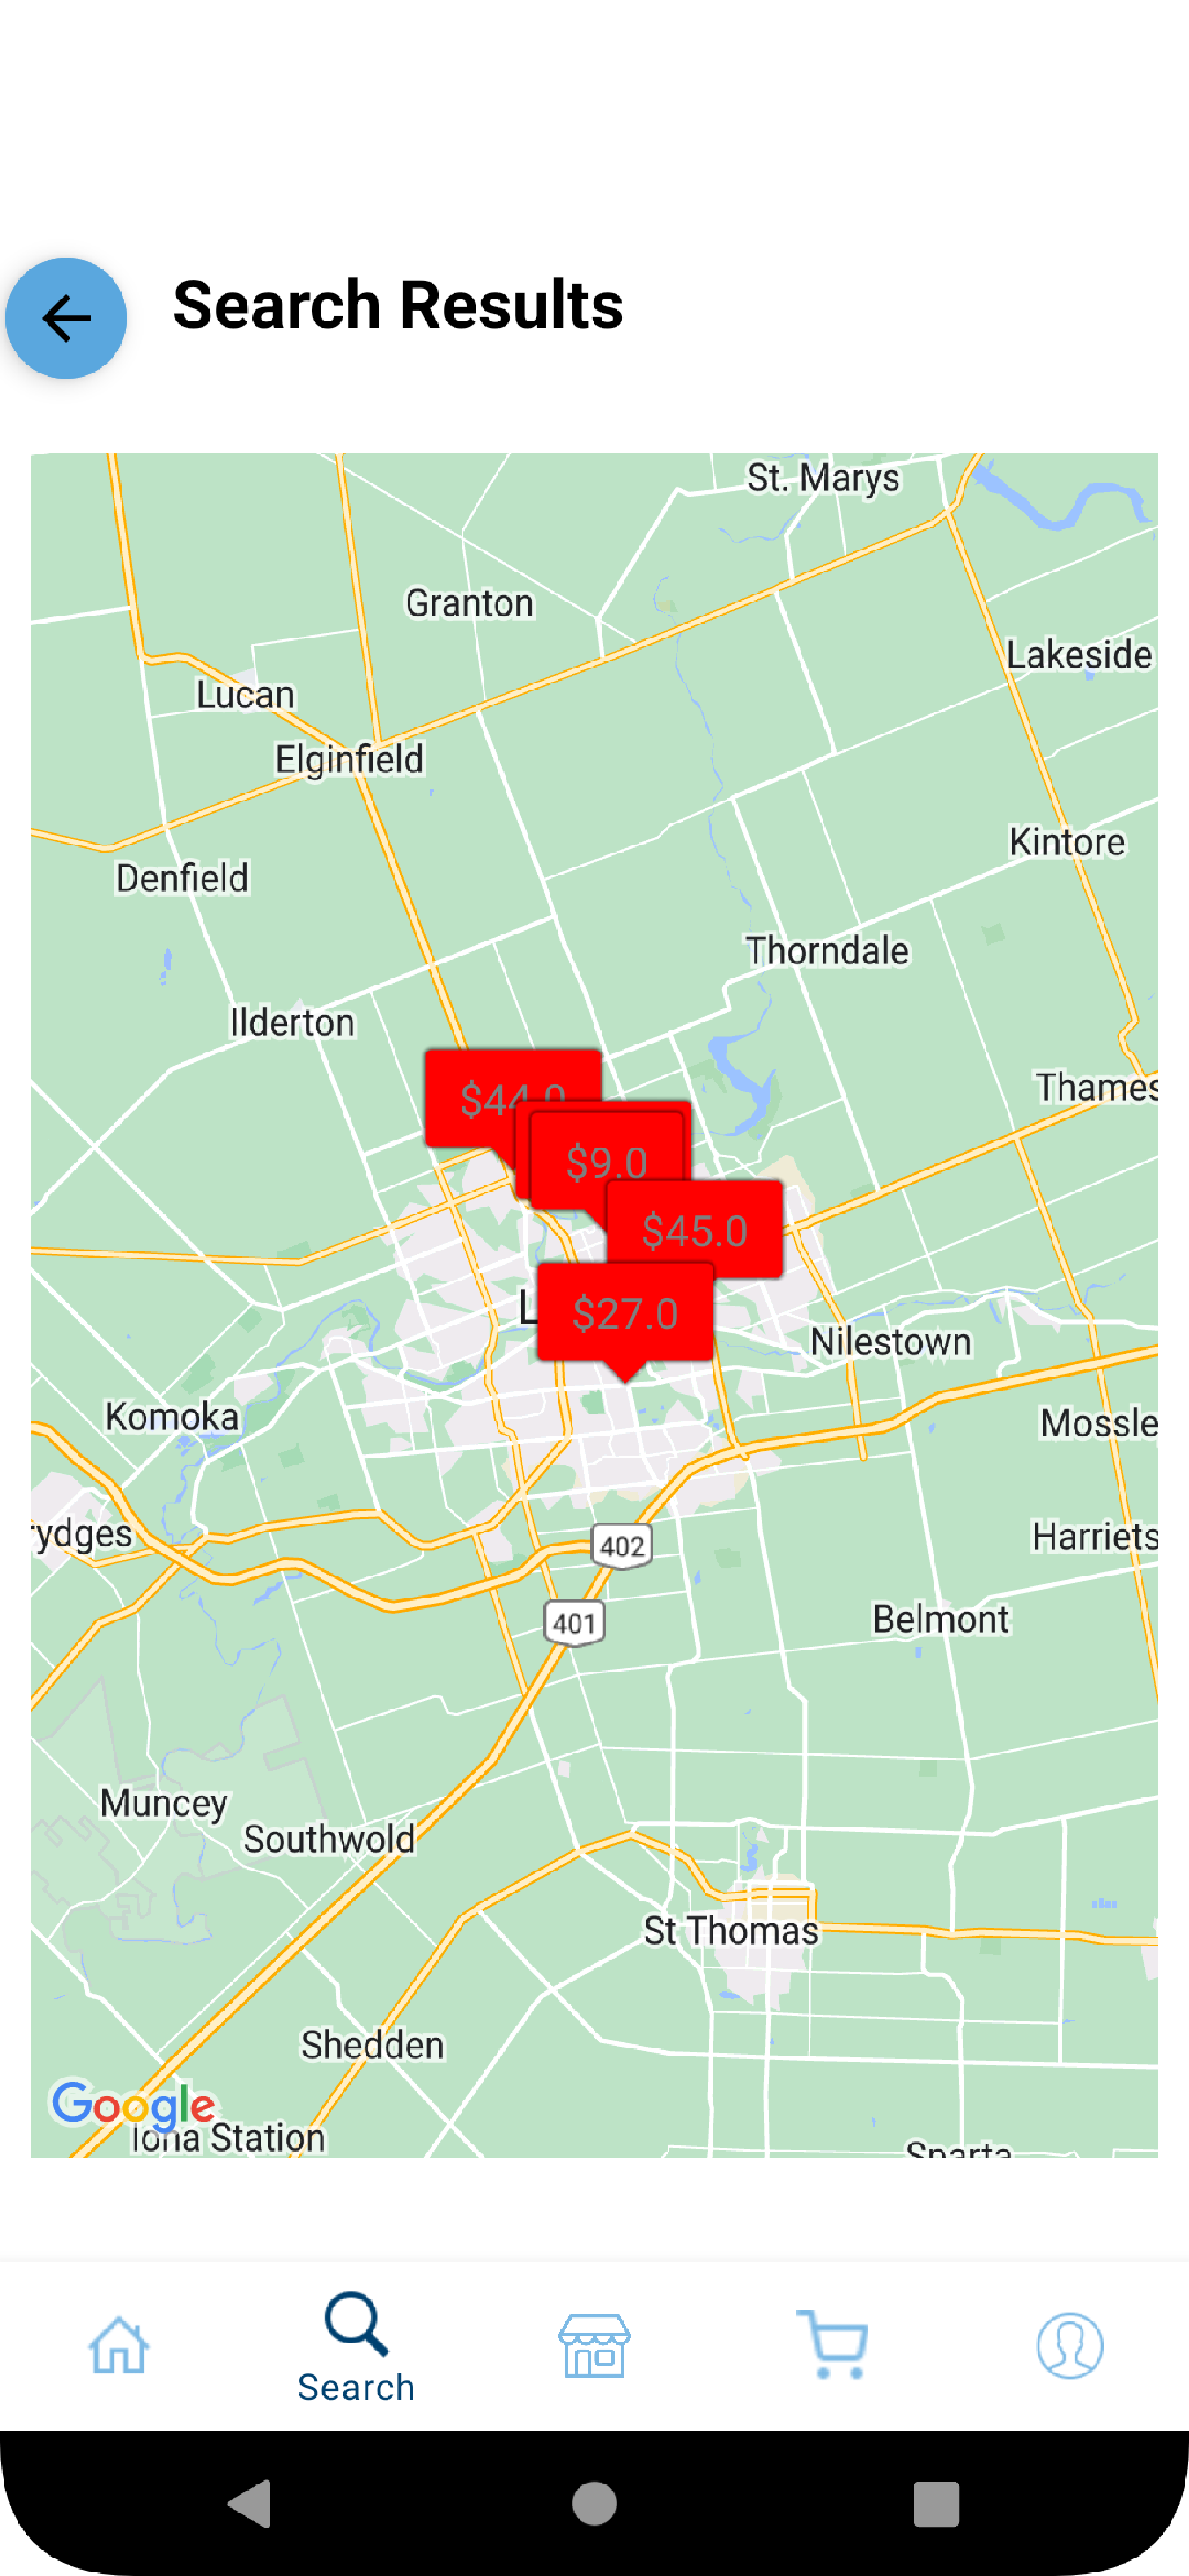 Search Results
St. Marys
Granton
Lakeside
Lucan
Elginfield
Kintore
Denfield
Thorndale
Ilderton
Thames
$44.0
$9.0
$45.0
L
$27.0
Nilestown
Komoka
Mossle
rydges
Harriets
402
401
Belmont
Muncey
Southwold
St Thomas
Shedden
Google
Iona Station
Sparta
Search